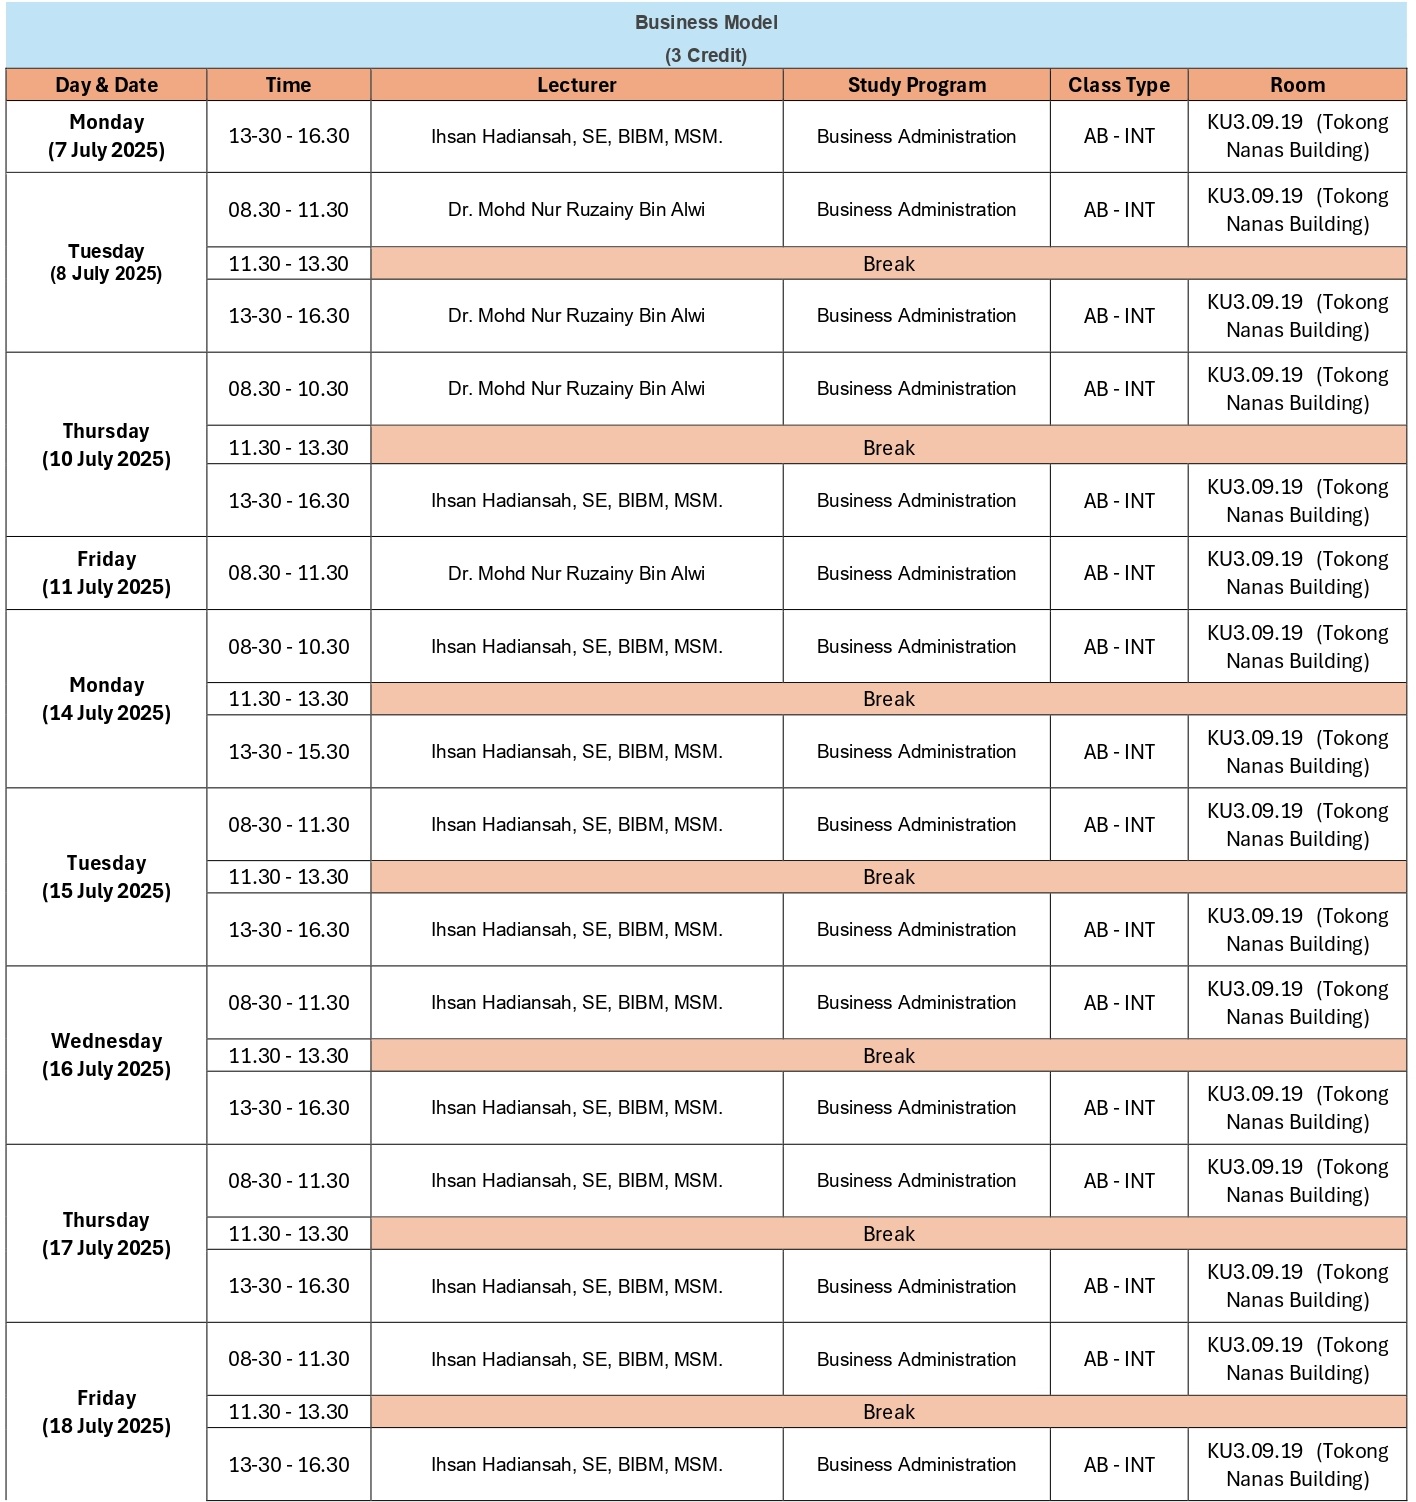 Business Model
(3 Credit)
Day & Date Time Lecturer Study Program Class Type Room
Monday
(7 July 2025)
13-30 - 16.30 Ihsan Hadiansah, SE, BIBM, MSM. Business Administration AB - INT KU3.09.19 (Tokong
Nanas Building)
Tuesday
(8 July 2025)
08.30 - 11.30 Dr. Mohd Nur Ruzainy Bin Alwi Business Administration AB - INT KU3.09.19 (Tokong
Nanas Building)
11.30 - 13.30 Break
13-30 - 16.30 Dr. Mohd Nur Ruzainy Bin Alwi Business Administration AB - INT KU3.09.19 (Tokong
Nanas Building)
Thursday
(10 July 2025)
08.30 - 10.30 Dr. Mohd Nur Ruzainy Bin Alwi Business Administration AB - INT KU3.09.19 (Tokong
Nanas Building)
11.30 - 13.30 Break
13-30 - 16.30 Ihsan Hadiansah, SE, BIBM, MSM. Business Administration AB - INT KU3.09.19 (Tokong
Nanas Building)
Friday
(11 July 2025)
08.30 - 11.30 Dr. Mohd Nur Ruzainy Bin Alwi Business Administration AB - INT KU3.09.19 (Tokong
Nanas Building)
Monday
(14 July 2025)
08-30 - 10.30 Ihsan Hadiansah, SE, BIBM, MSM. Business Administration AB - INT KU3.09.19 (Tokong
Nanas Building)
11.30 - 13.30 Break
13-30 - 15.30 Ihsan Hadiansah, SE, BIBM, MSM. Business Administration AB - INT KU3.09.19 (Tokong
Nanas Building)
Tuesday
(15 July 2025)
08-30 - 11.30 Ihsan Hadiansah, SE, BIBM, MSM. Business Administration AB - INT KU3.09.19 (Tokong
Nanas Building)
11.30 - 13.30 Break
13-30 - 16.30 Ihsan Hadiansah, SE, BIBM, MSM. Business Administration AB - INT KU3.09.19 (Tokong
Nanas Building)
Wednesday
(16 July 2025)
08-30 - 11.30 Ihsan Hadiansah, SE, BIBM, MSM. Business Administration AB - INT KU3.09.19 (Tokong
Nanas Building)
11.30 - 13.30 Break
13-30 - 16.30 Ihsan Hadiansah, SE, BIBM, MSM. Business Administration AB - INT KU3.09.19 (Tokong
Nanas Building)
Thursday
(17 July 2025)
08-30 - 11.30 Ihsan Hadiansah, SE, BIBM, MSM. Business Administration AB - INT KU3.09.19 (Tokong
Nanas Building)
11.30 - 13.30 Break
13-30 - 16.30 Ihsan Hadiansah, SE, BIBM, MSM. Business Administration AB - INT KU3.09.19 (Tokong
Nanas Building)
Friday
(18 July 2025)
08-30 - 11.30 Ihsan Hadiansah, SE, BIBM, MSM. Business Administration AB - INT KU3.09.19 (Tokong
Nanas Building)
11.30 - 13.30 Break
13-30 - 16.30 Ihsan Hadiansah, SE, BIBM, MSM. Business Administration AB - INT KU3.09.19 (Tokong
Nanas Building)